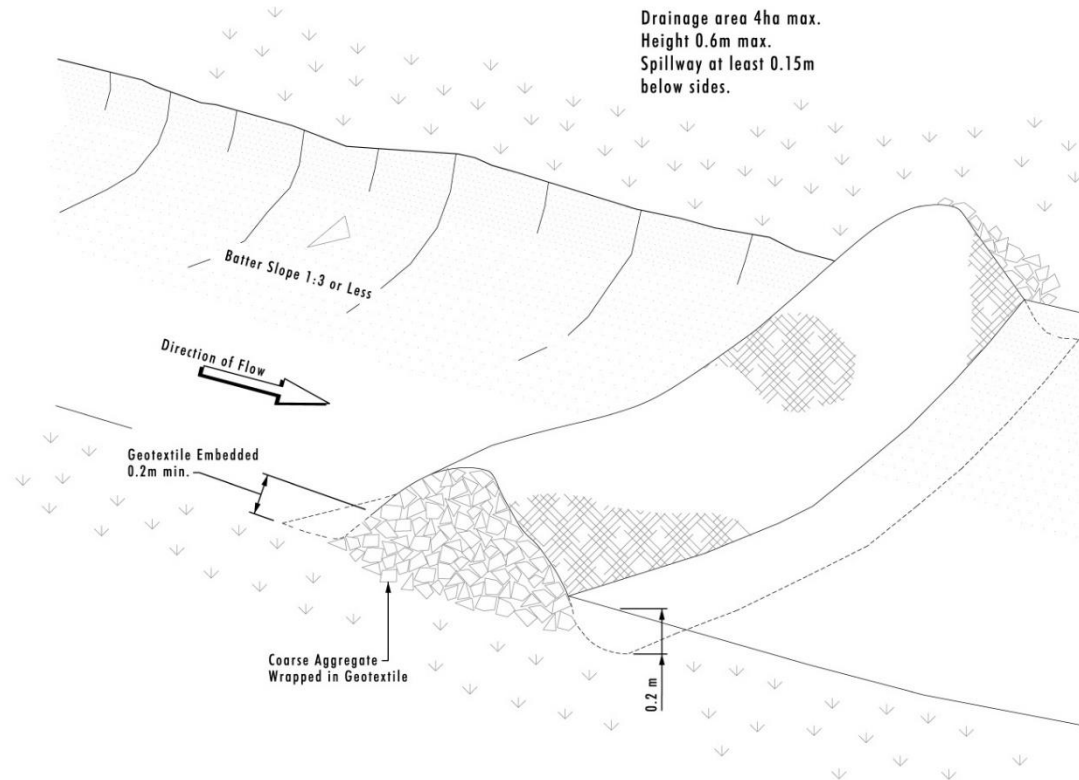 Drainage area 4ha max.
Height 0.6m max.
Spillway at least 0.15m
below sides.
Batter Slope 1:3 or Less
Direction of Flow
Geotextile Embedded
0.2m min.
Coarse Aggregate
Wrapped in Geotextile
0.2 m